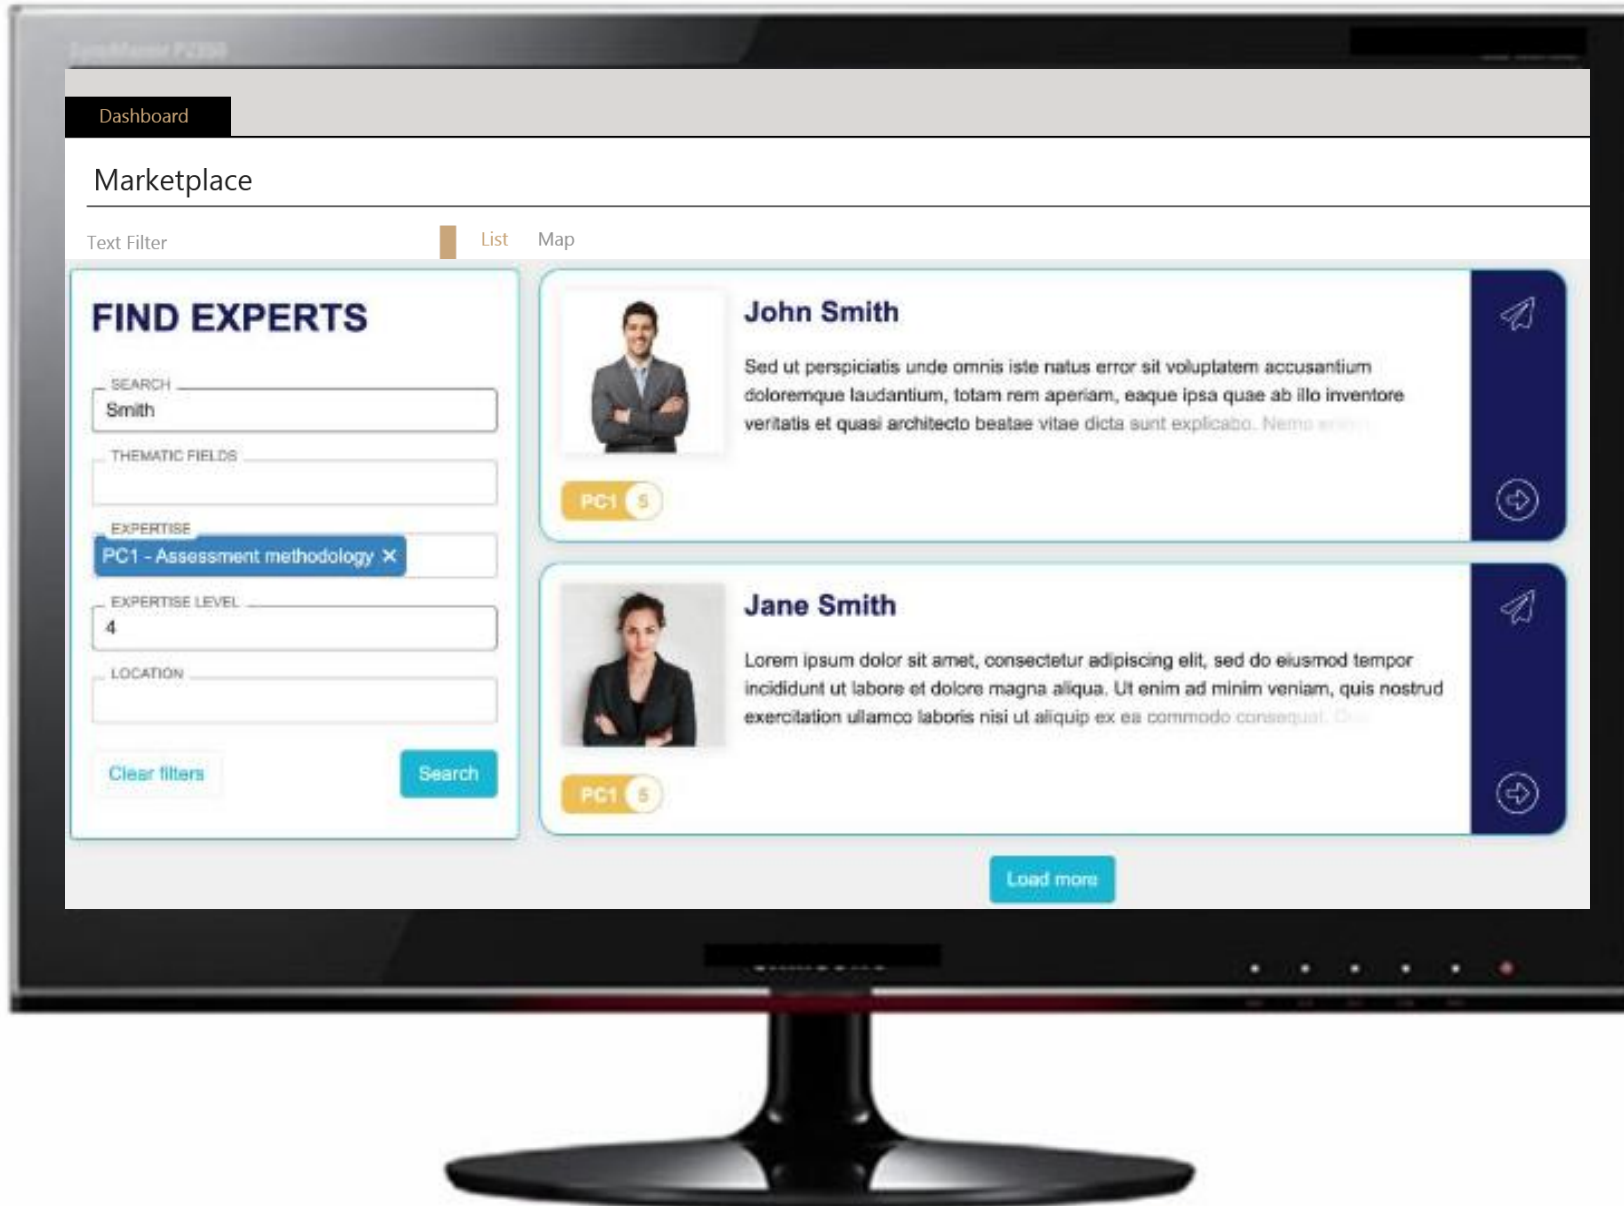 Dashboard
Marketplace
Text Filter
List Map
FIND EXPERTS
SEARCH
Smith
THEMATIC FIELDS
EXPERTISE
PC1 - Assessment methodology ✕
EXPERTISE LEVEL
4
LOCATION
Clear filters Search
John Smith
Sed ut perspiciatis unde omnis iste natus error sit voluptatem accusantium
doloremque laudantium, totam rem aperiam, eaque ipsa quae ab illo inventore
veritatis et quasi architecto beatae vitae dicta sunt explicabo. Nemo
PC1 5
Jane Smith
Lorem ipsum dolor sit amet, consectetur adipiscing elit, sed do eiusmod tempor
incididunt ut labore et dolore magna aliqua. Ut enim ad minim veniam, quis nostrud
exercitation ullamco laboris nisi ut aliquip ex ea commodo consequat.
PC1 5
Load more